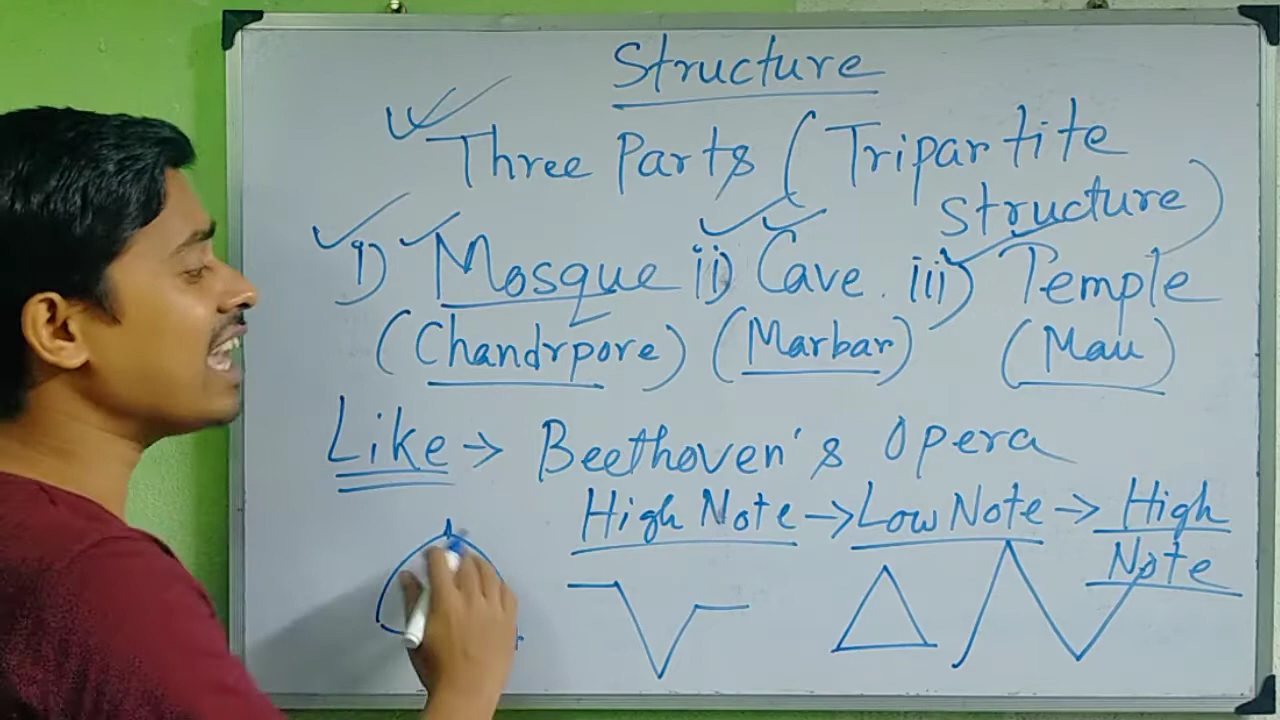 Structure
Three Parts (Tripartite
structure)
i) Mosque ii) Cave. iii) Temple
(Chandrpore) (Marbar) (Mau)
Like → Beethoven's Opera
High Note → Low Note → High
Note